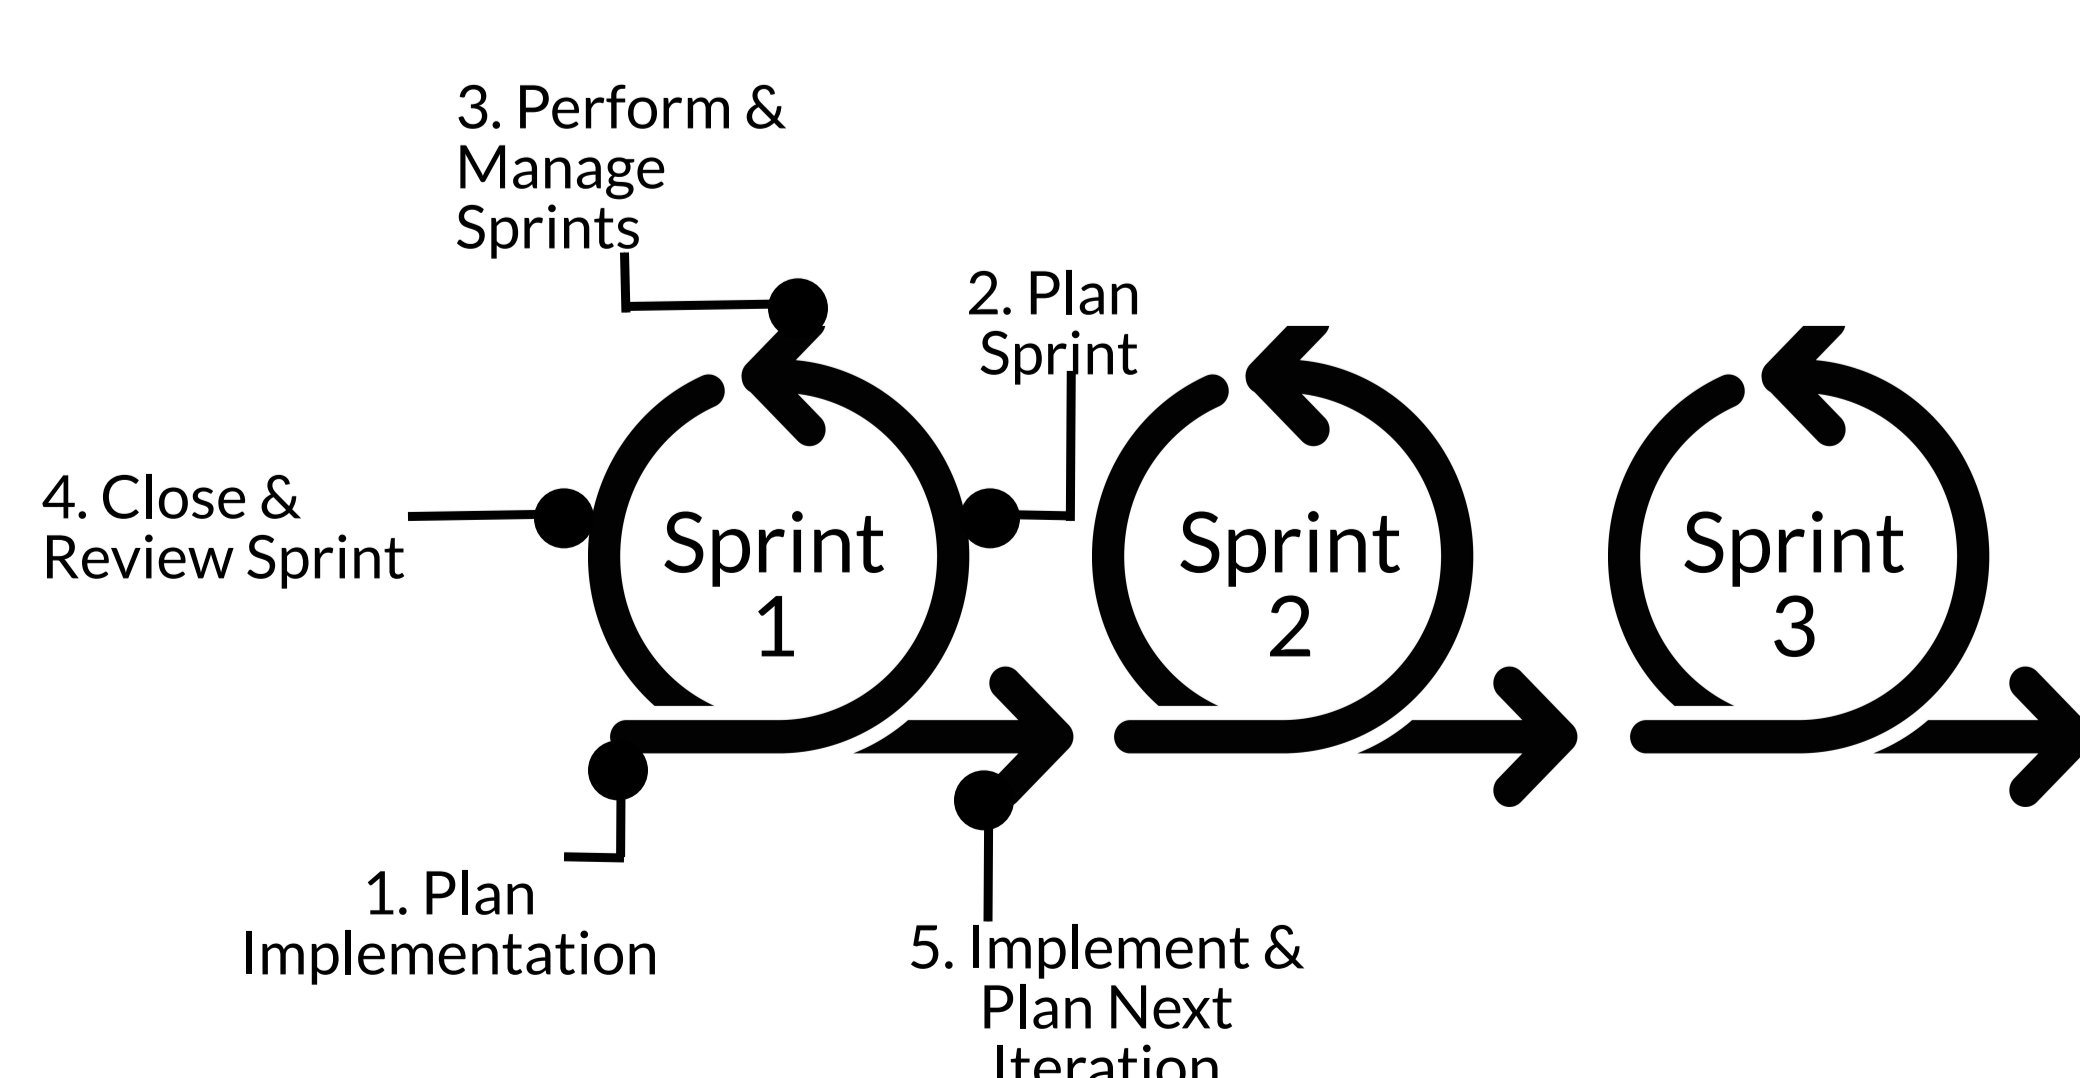 3. Perform &
Manage
Sprints
2. Plan
Sprint
4. Close &
Review Sprint
Sprint
1
Sprint
2
Sprint
3
1. Plan
Implementation
5. Implement &
Plan Next
Iteration